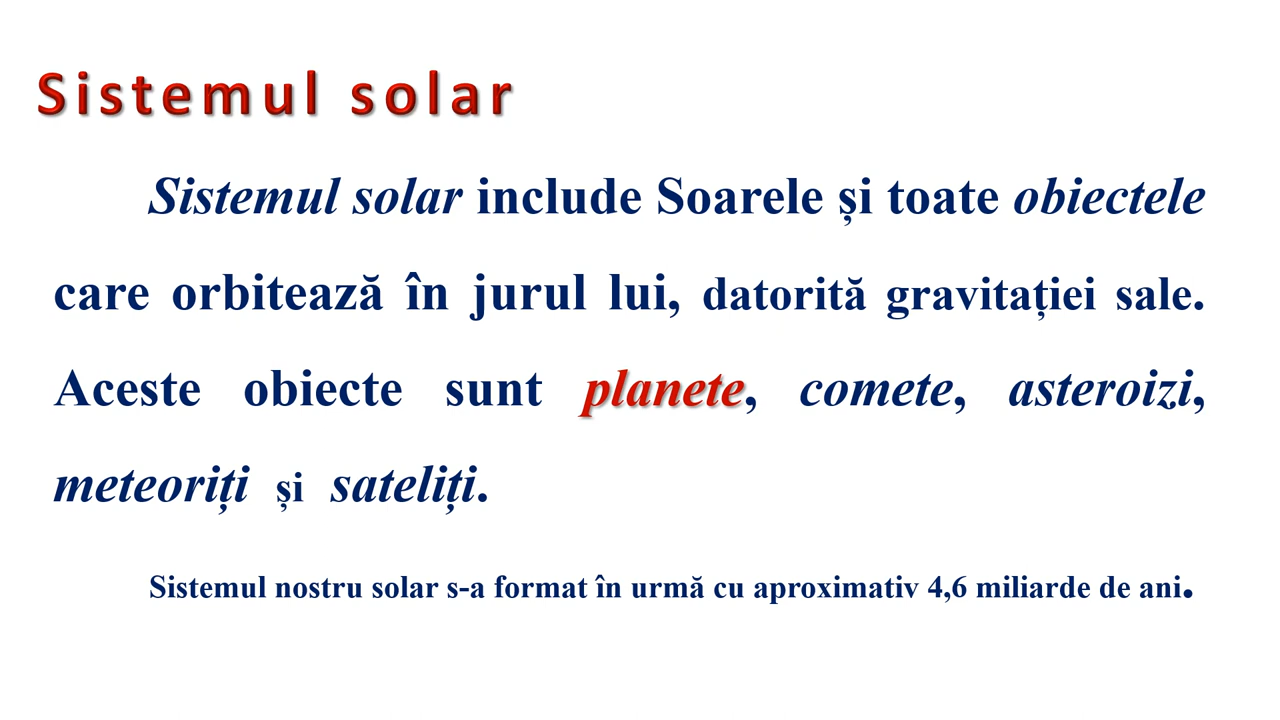 Sistemul solar
Sistemul solar include Soarele și toate obiectele
care orbitează în jurul lui, datorită gravitației sale.
Aceste obiecte sunt planete, comete, asteroizi,
meteoriți și sateliți.
Sistemul nostru solar s-a format în urmă cu aproximativ 4,6 miliarde de ani.